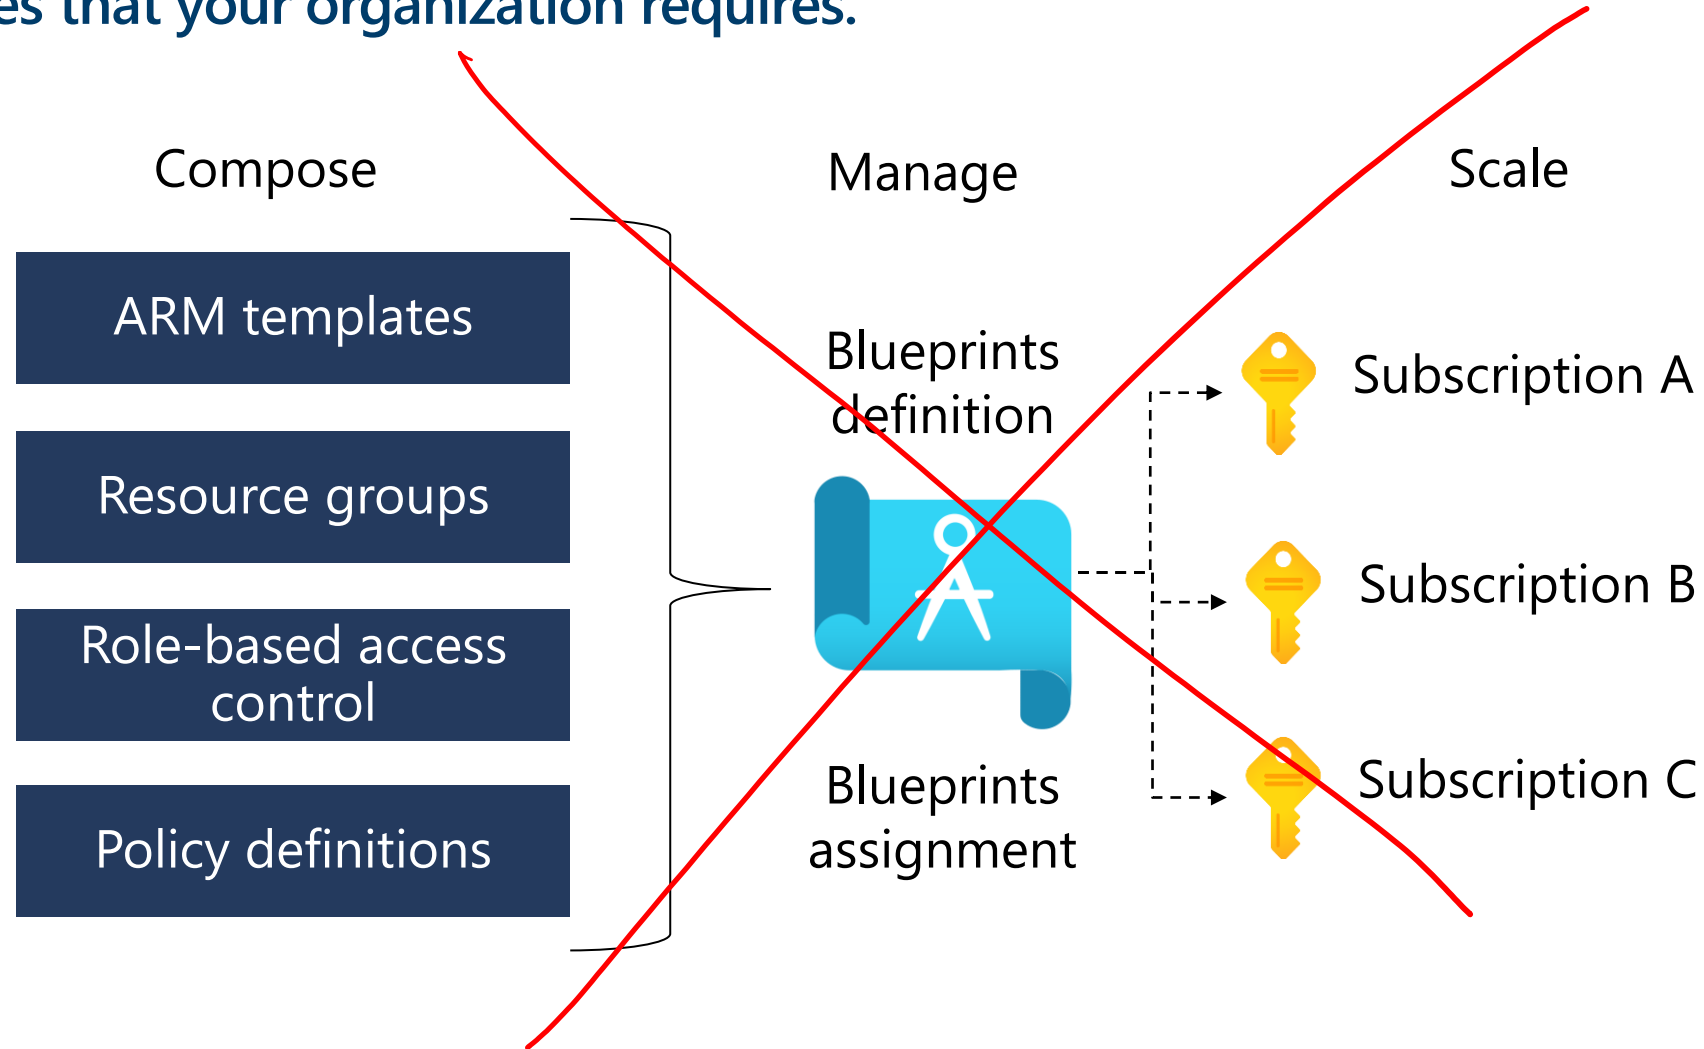 es that your organization requires.
Compose
Manage
Scale
ARM templates
Resource groups
Role-based access
control
Policy definitions
Blueprints
definition
Blueprints
assignment
Subscription A
Subscription B
Subscription C